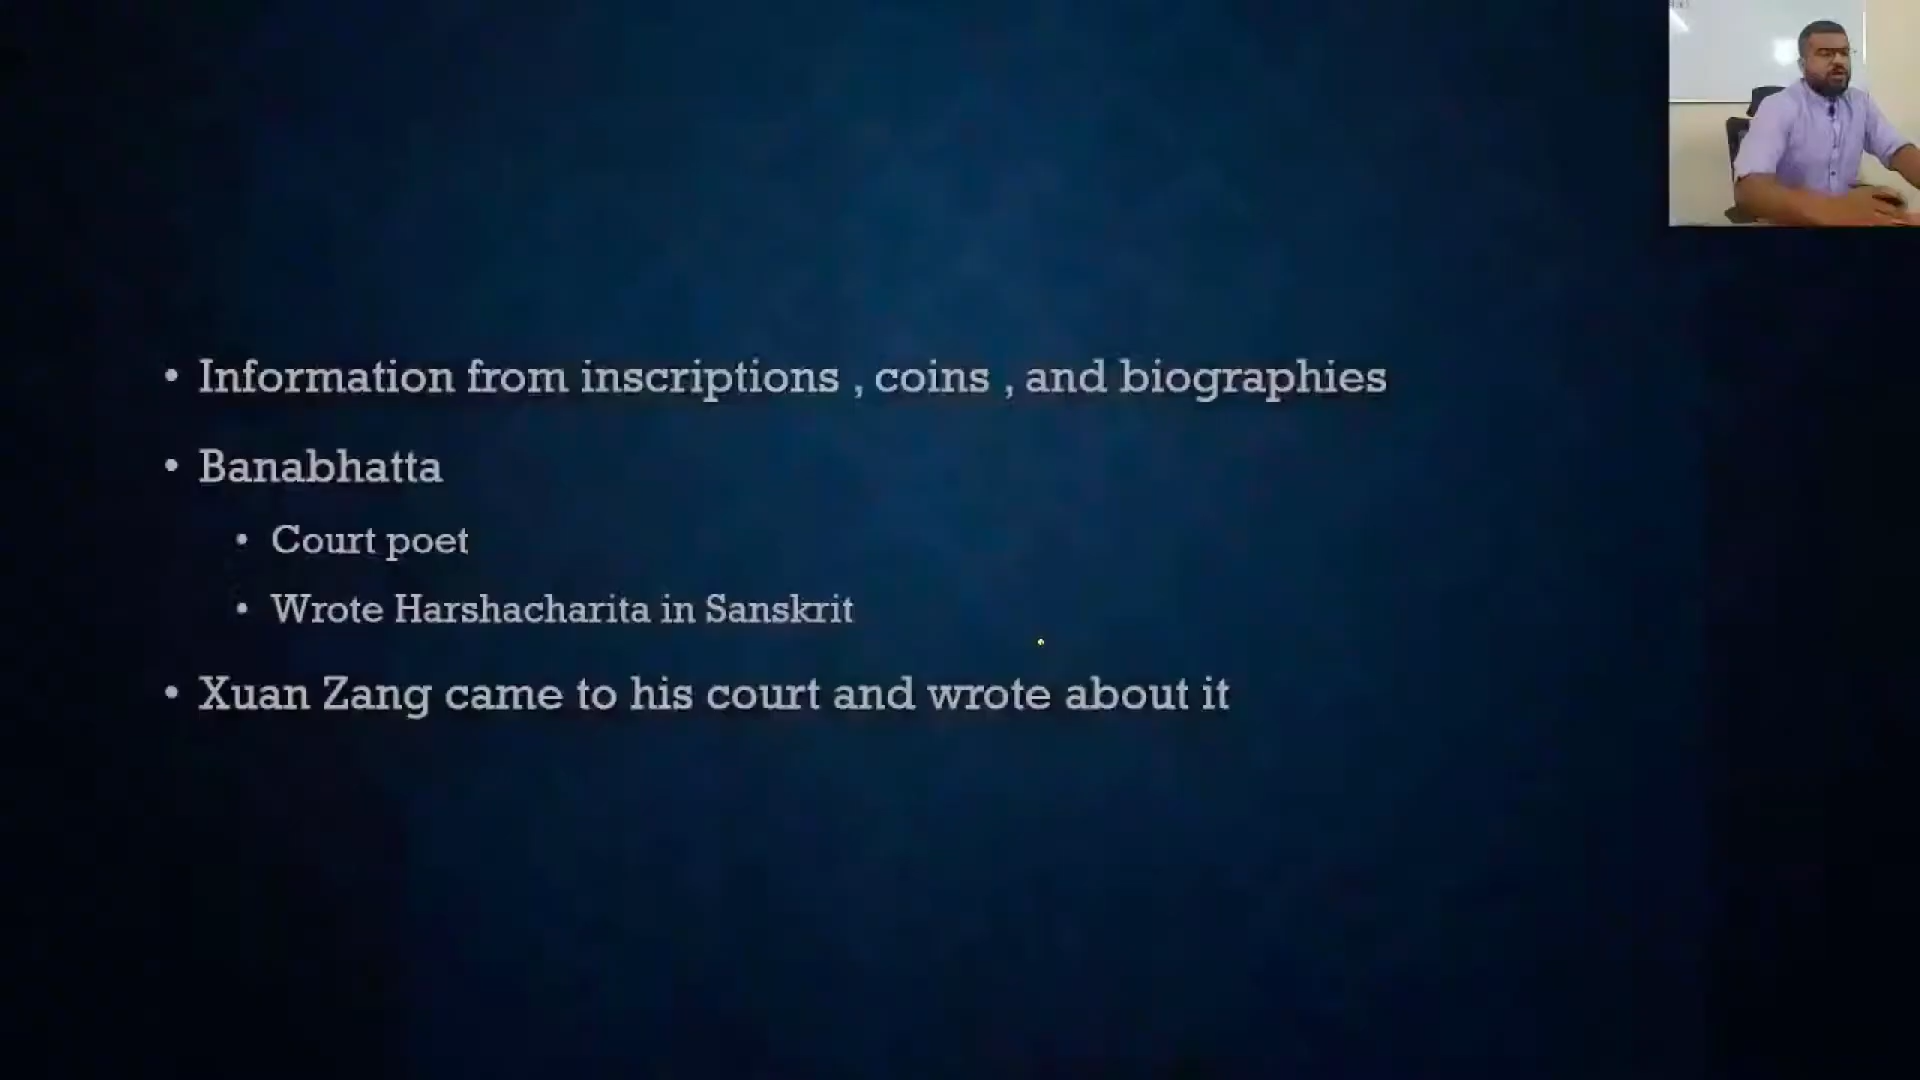 • Information from inscriptions , coins , and biographies
• Banabhatta
• Court poet
• Wrote Harshacharita in Sanskrit
• Xuan Zang came to his court and wrote about it